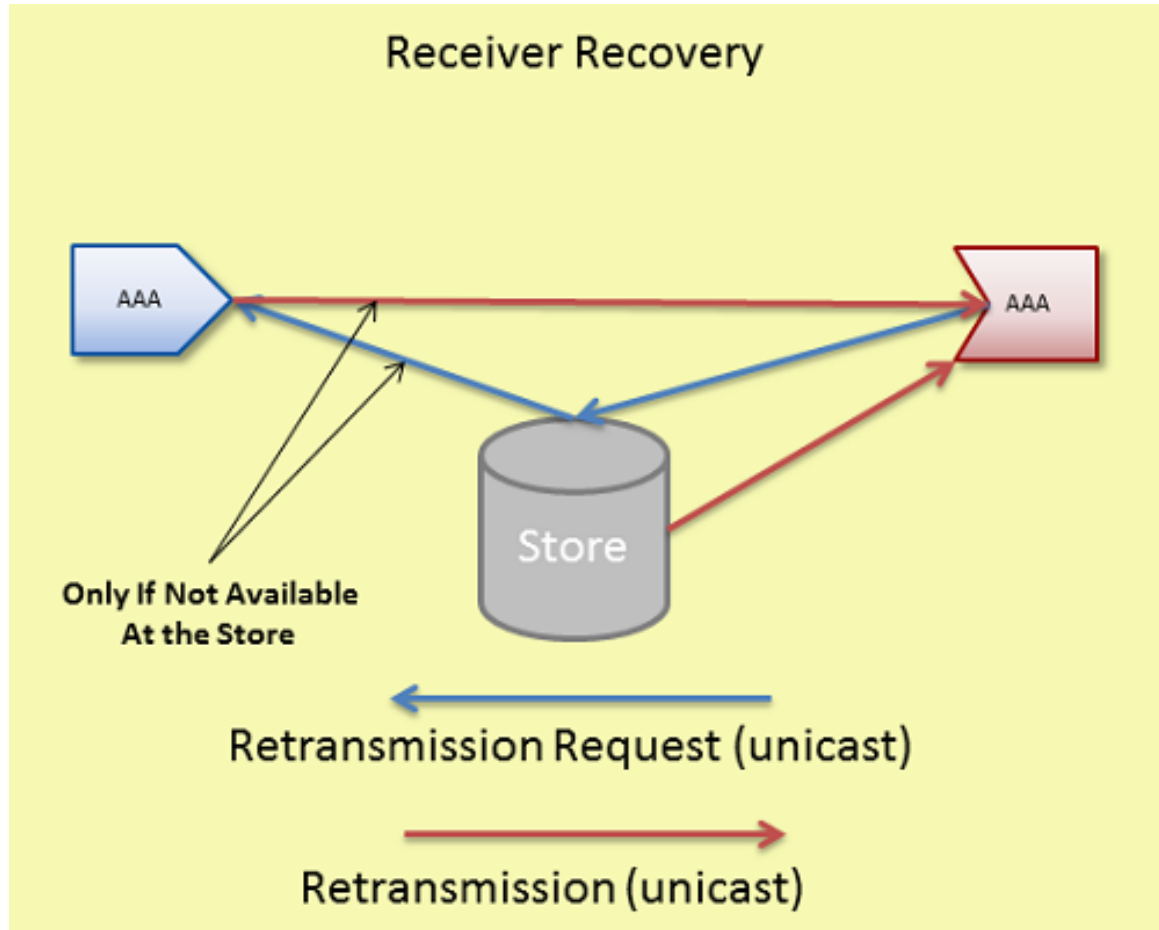 Receiver Recovery
AAA
AAA
Store
Only If Not Available
At the Store
Retransmission Request (unicast)
Retransmission (unicast)